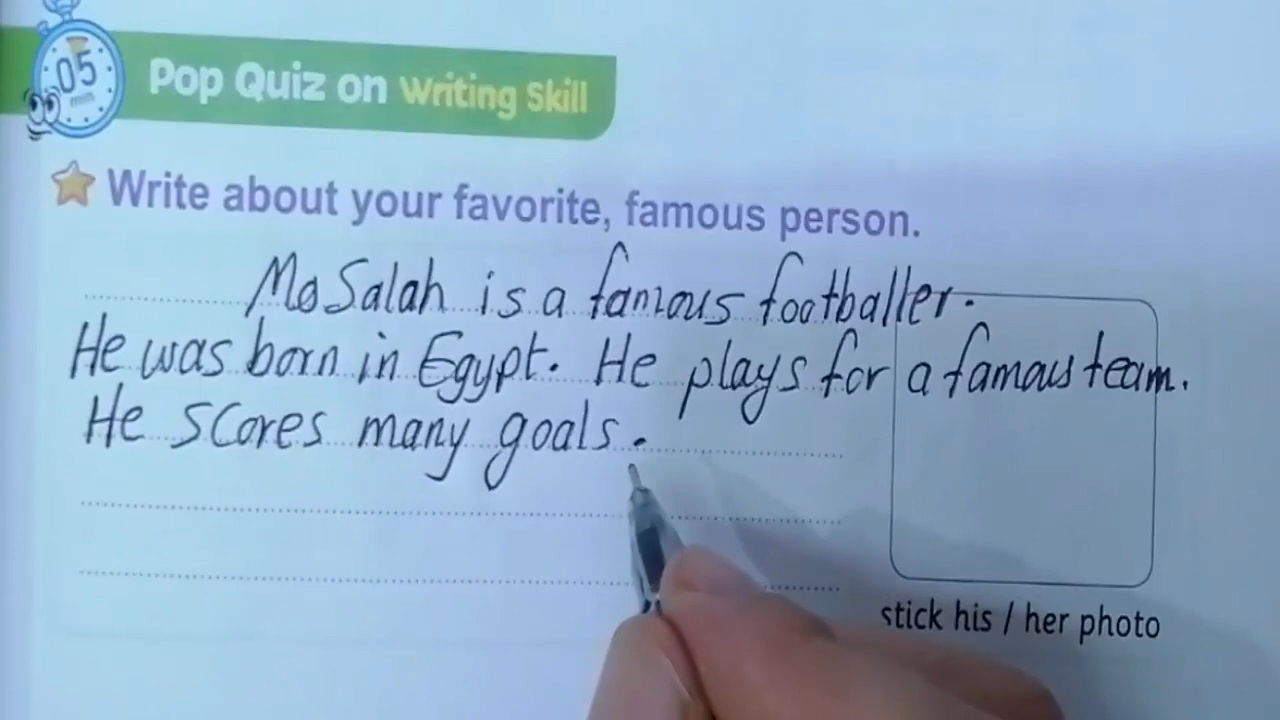 05
min
Pop Quiz on Writing Skill
Write about your favorite, famous person.
Mo Salah is a famous footballer.
He was born in Egypt. He plays for a famous team.
He scores many goals.
stick his / her photo